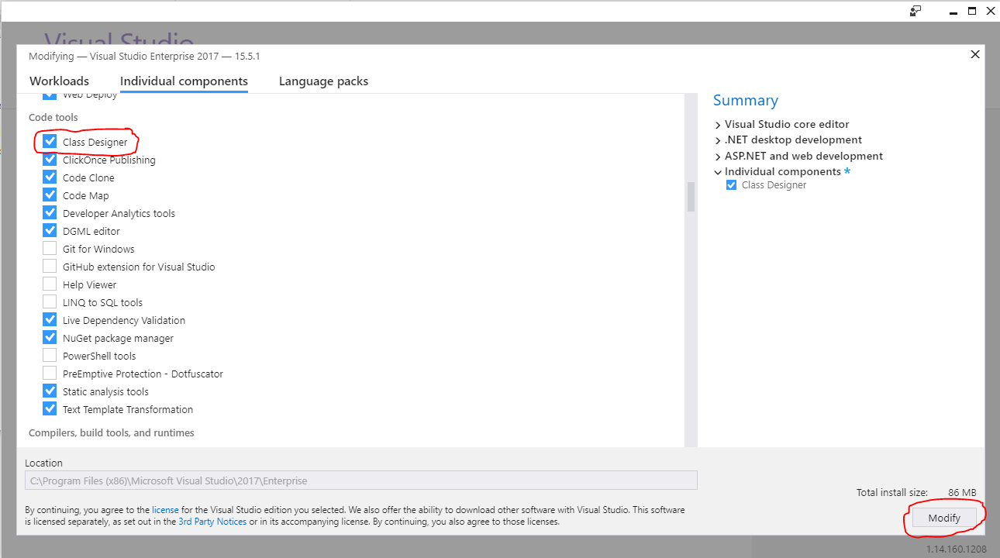 Visual Studio
Modifying — Visual Studio Enterprise 2017 — 15.5.1
Workloads Individual components Language packs
Web Deploy
Code tools
Class Designer
ClickOnce Publishing
Code Clone
Code Map
Developer Analytics tools
DGML editor
Git for Windows
GitHub extension for Visual Studio
Help Viewer
LINQ to SQL tools
Live Dependency Validation
NuGet package manager
PowerShell tools
PreEmptive Protection - Dotfuscator
Static analysis tools
Text Template Transformation
Compilers, build tools, and runtimes
Summary
Visual Studio core editor
.NET desktop development
ASP.NET and web development
Individual components *
Class Designer
Location
C:\Program Files (x86)\Microsoft Visual Studio\2017\Enterprise
By continuing, you agree to the license for the Visual Studio edition you selected. We also offer the ability to download other software with Visual Studio. This software
is licensed separately, as set out in the 3rd Party Notices or in its accompanying license. By continuing, you also agree to those licenses.
Total install size: 86 MB
Modify
1.14.160.1208